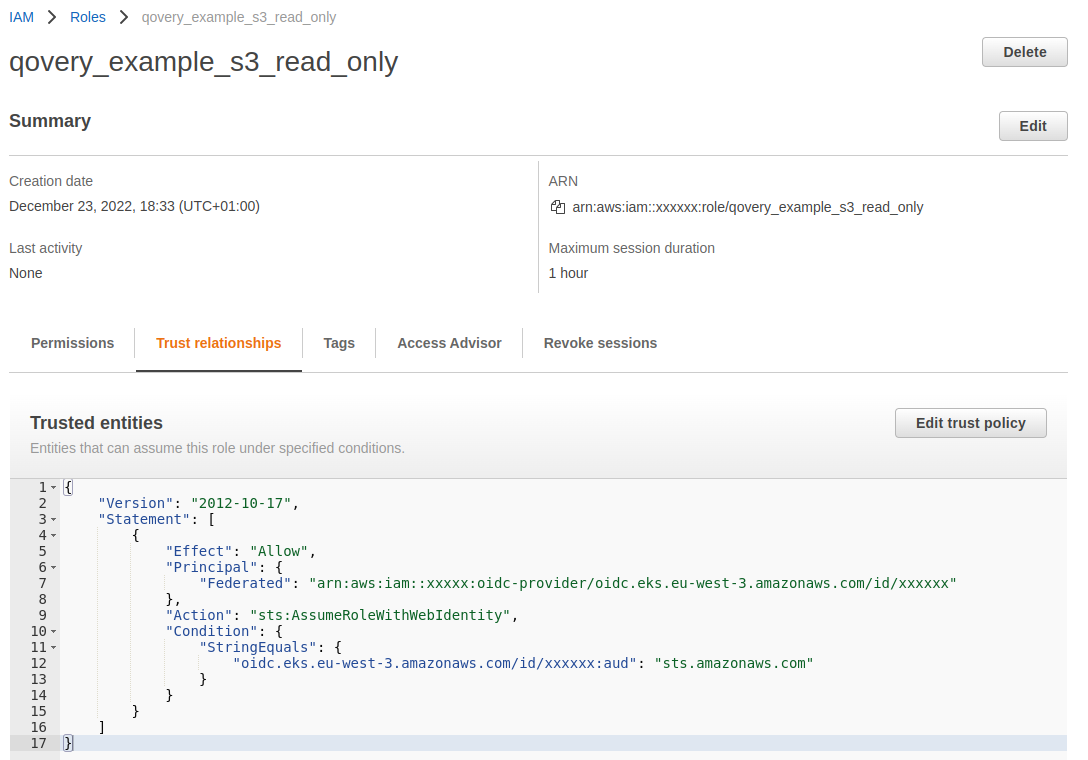 IAM > Roles > qovery_example_s3_read_only
qovery_example_s3_read_only
Delete
Summary
Edit
Creation date
December 23, 2022, 18:33 (UTC+01:00)
ARN
arn:aws:iam::xxxxxx:role/qovery_example_s3_read_only
Last activity
None
Maximum session duration
1 hour
Permissions Trust relationships Tags Access Advisor Revoke sessions
Trusted entities
Edit trust policy
Entities that can assume this role under specified conditions.
1 {
2 "Version": "2012-10-17",
3 "Statement": [
4 {
5 "Effect": "Allow",
6 "Principal": {
7 "Federated": "arn:aws:iam::xxxxx:oidc-provider/oidc.eks.eu-west-3.amazonaws.com/id/xxxxxx"
8 },
9 "Action": "sts:AssumeRoleWithWebIdentity",
10 "Condition": {
11 "StringEquals": {
12 "oidc.eks.eu-west-3.amazonaws.com/id/xxxxxx:aud": "sts.amazonaws.com"
13 }
14 }
15 }
16 ]
17 }